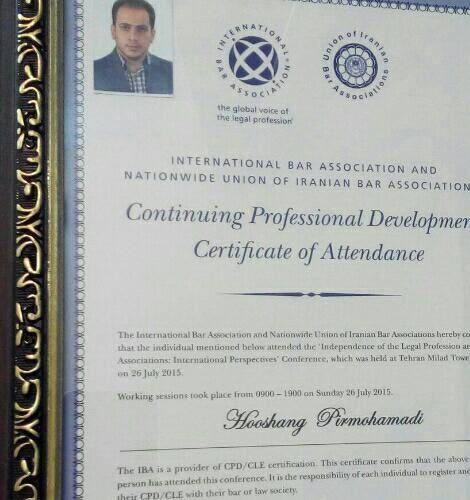 INTERNATIONAL BAR ASSOCIATION
the global voice of
the legal profession®
Union of Iranian Bar Associations
INTERNATIONAL BAR ASSOCIATION AND
NATIONWIDE UNION OF IRANIAN BAR ASSOCIATION
Continuing Professional Developmen
Certificate of Attendance
The International Bar Association and Nationwide Union of Iranian Bar Associations hereby co
that the individual mentioned below attended the 'Independence of the Legal Profession an
Associations: International Perspectives' Conference, which was held at Tehran Milad Towe
on 26 July 2015.
Working sessions took place from 0900 – 1900 on Sunday 26 July 2015.
Hooshang Pirmohamadi
The IBA is a provider of CPD/CLE certification. This certificate confirms that the above
person has attended this conference. It is the responsibility of each individual to register and
their CPD/CLE with their bar or law society.